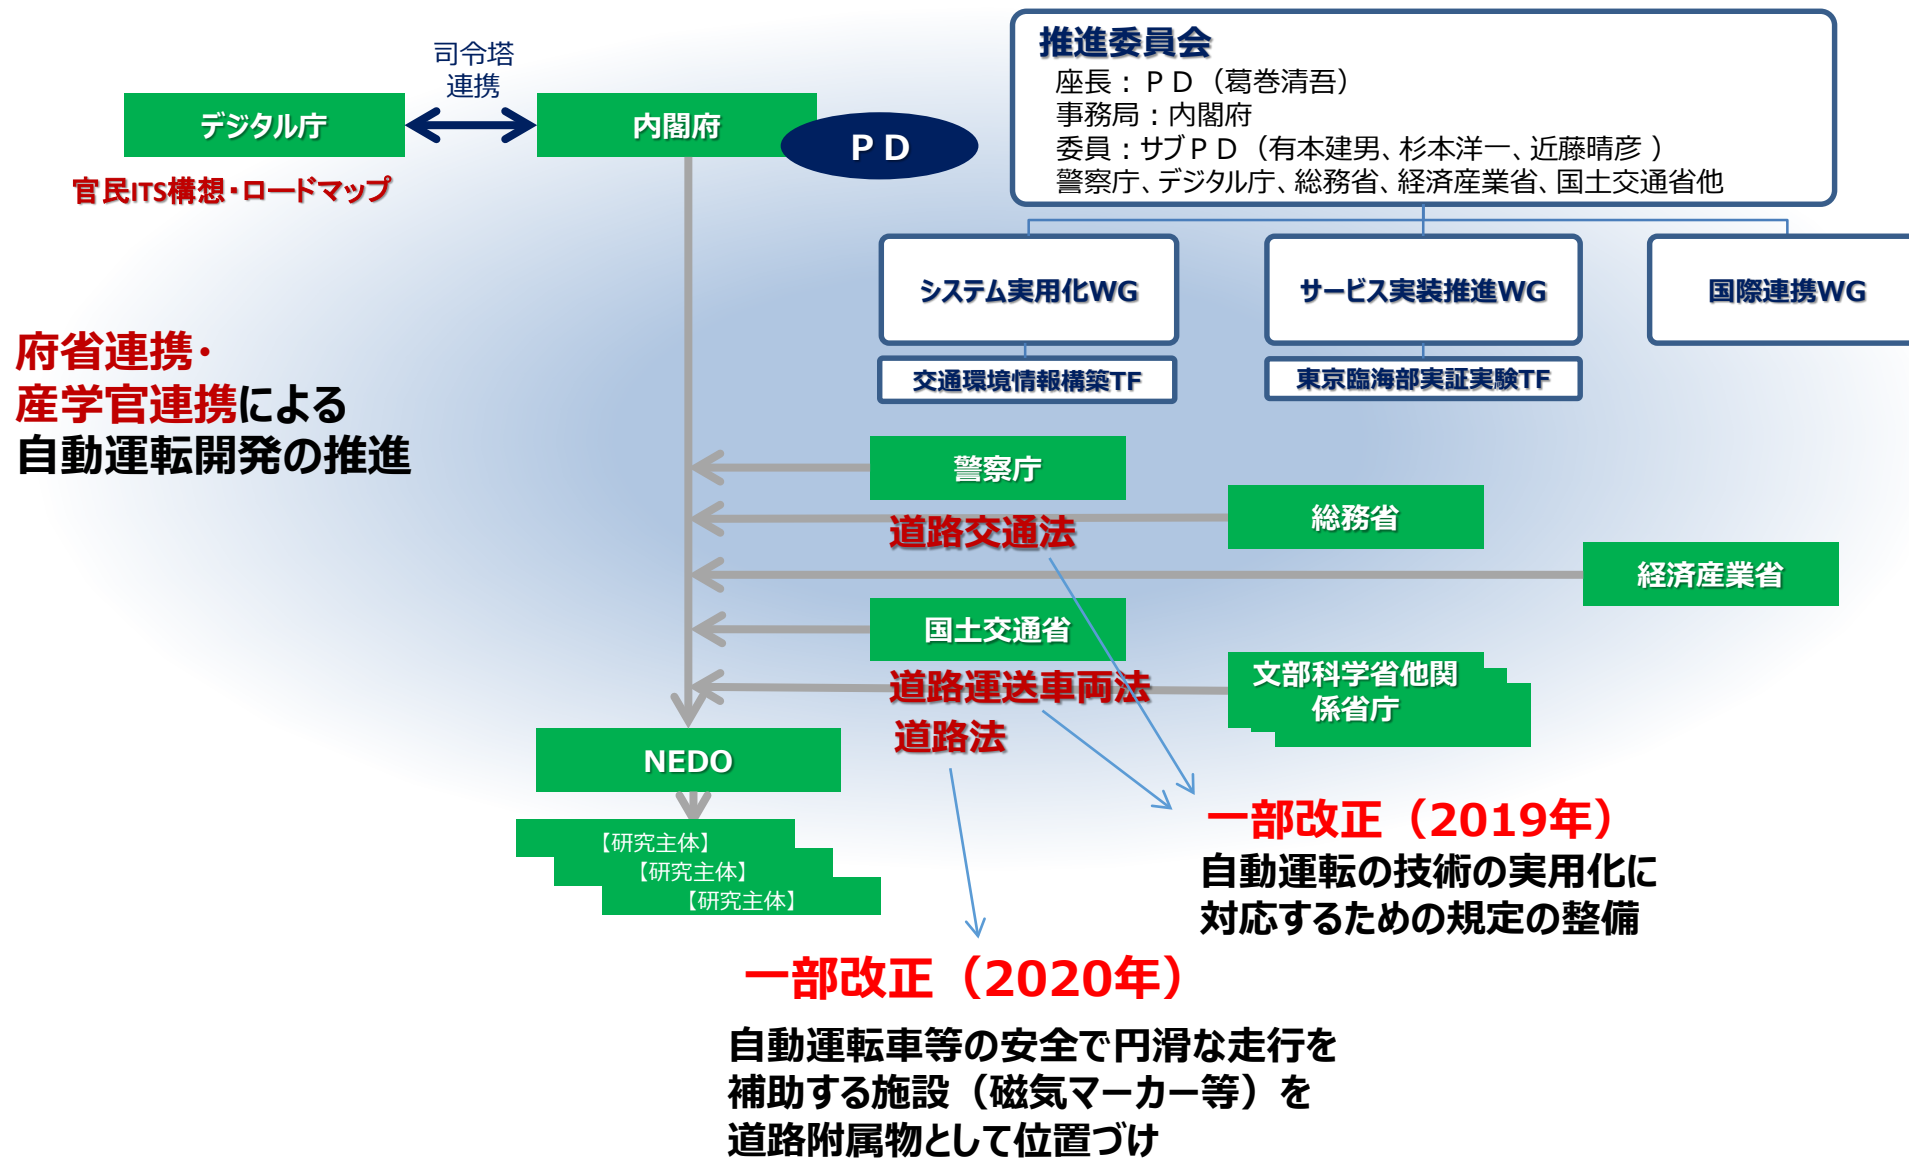 司令塔
連携
デジタル庁
内閣府
PD
官民ITS構想・ロードマップ
推進委員会
座長：PD（葛巻清吾）
事務局：内閣府
委員：サブPD（有本建男、杉本洋一、近藤晴彦）
警察庁、デジタル庁、総務省、経済産業省、国土交通省他
システム実用化WG
サービス実装推進WG
国際連携WG
交通環境情報構築TF
東京臨海部実証実験TF
府省連携・
産学官連携による
自動運転開発の推進
警察庁
道路交通法
総務省
経済産業省
国土交通省
道路運送車両法
道路法
文部科学省他関
係省庁
NEDO
【研究主体】
【研究主体】
【研究主体】
一部改正（2019年）
自動運転の技術の実用化に
対応するための規定の整備
一部改正（2020年）
自動運転車等の安全で円滑な走行を
補助する施設（磁気マーカー等）を
道路附属物として位置づけ